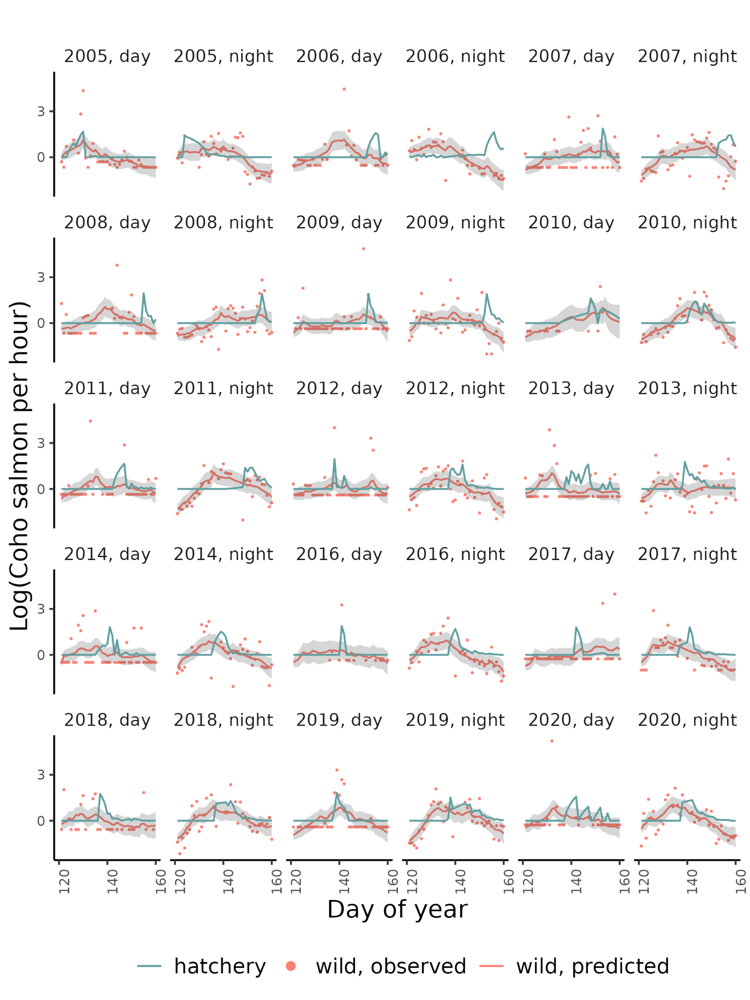 2005, day 2005, night 2006, day 2006, night 2007, day 2007, night
3
0
2008, day 2008, night 2009, day 2009, night 2010, day 2010, night
3
0
2011, day 2011, night 2012, day 2012, night 2013, day 2013, night
3
0
2014, day 2014, night 2016, day 2016, night 2017, day 2017, night
3
0
2018, day 2018, night 2019, day 2019, night 2020, day 2020, night
3
0
Log(Coho salmon per hour)
120 140 160 120 140 160 120 140 160 120 140 160 120 140 160 120 140 160
Day of year
hatchery wild, observed wild, predicted